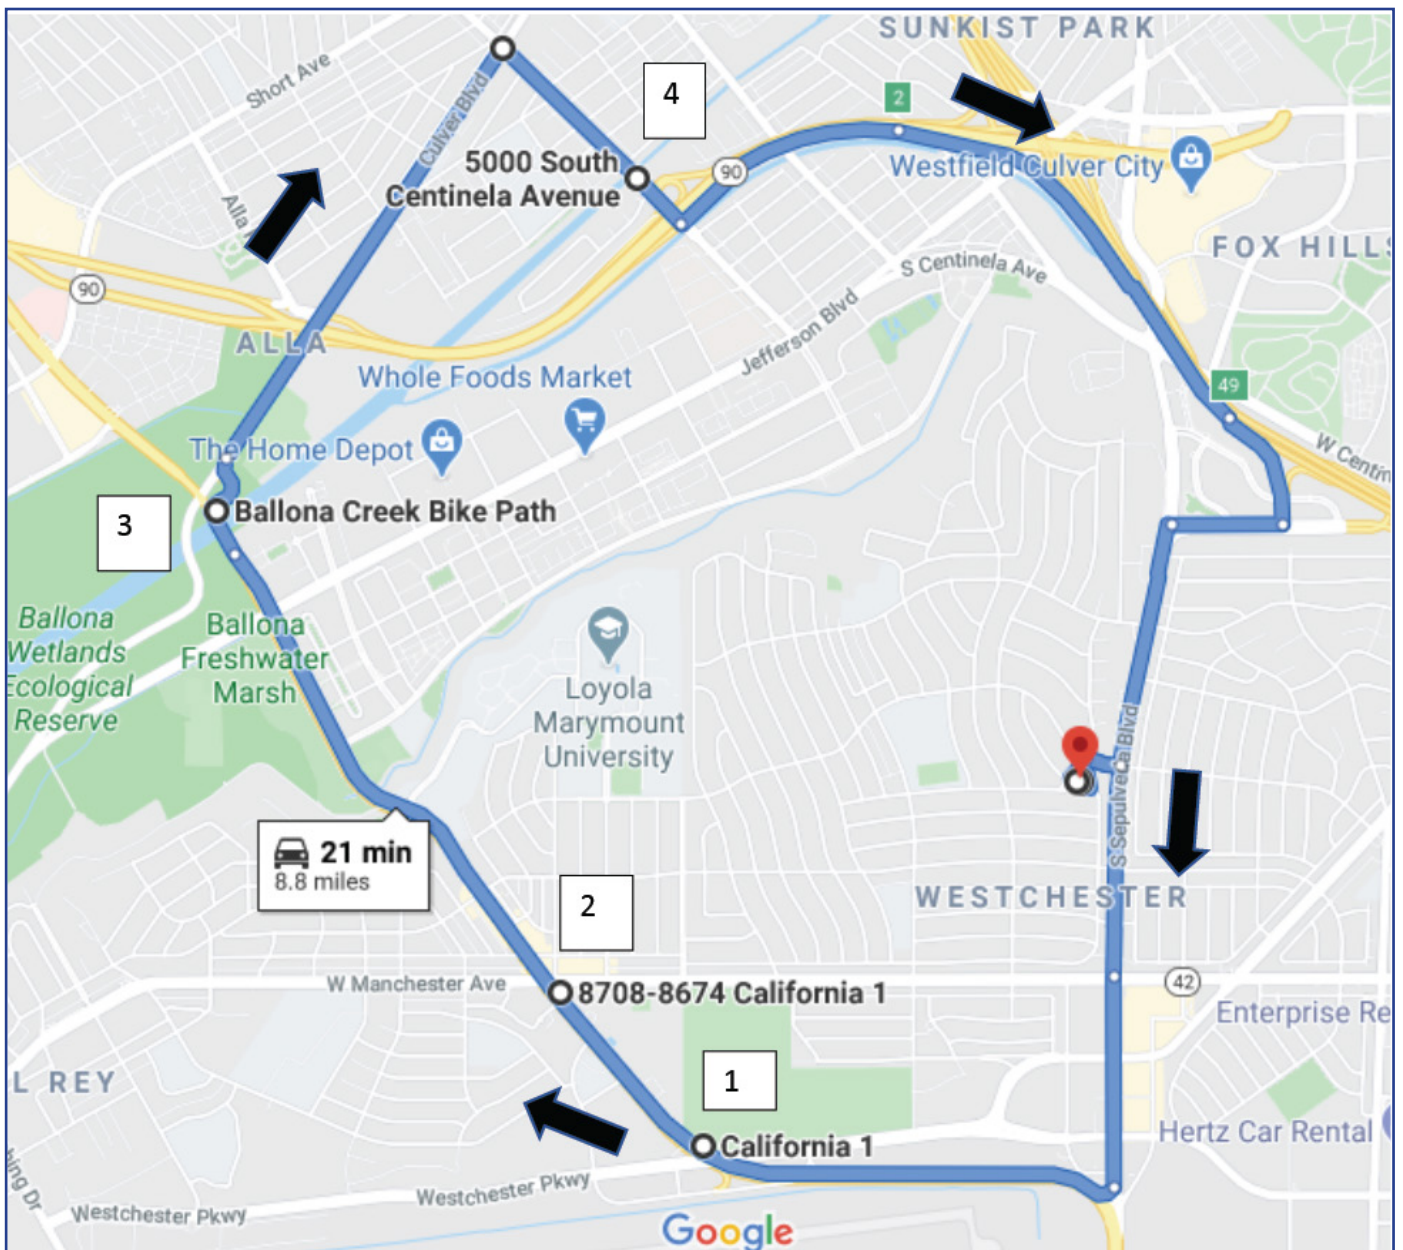 SUNKIST PARK
Short Ave
4
2
Culver Blvd
5000 South
Centinela Avenue
90
Westfield Culver City
Alla
FOX HILLS
S Centinela Ave
90
ALLA
Jefferson Blvd
Whole Foods Market
49
The Home Depot
W Centin
3
Ballona Creek Bike Path
Ballona
Wetlands
Ecological
Reserve
Ballona
Freshwater
Marsh
Loyola
Marymount
University
S Sepulveda Blvd
21 min
8.8 miles
2
WESTCHESTER
W Manchester Ave
8708-8674 California 1
42
Enterprise Re
1
L REY
California 1
Hertz Car Rental
hing Dr
Westchester Pkwy
Westchester Pkwy
Google